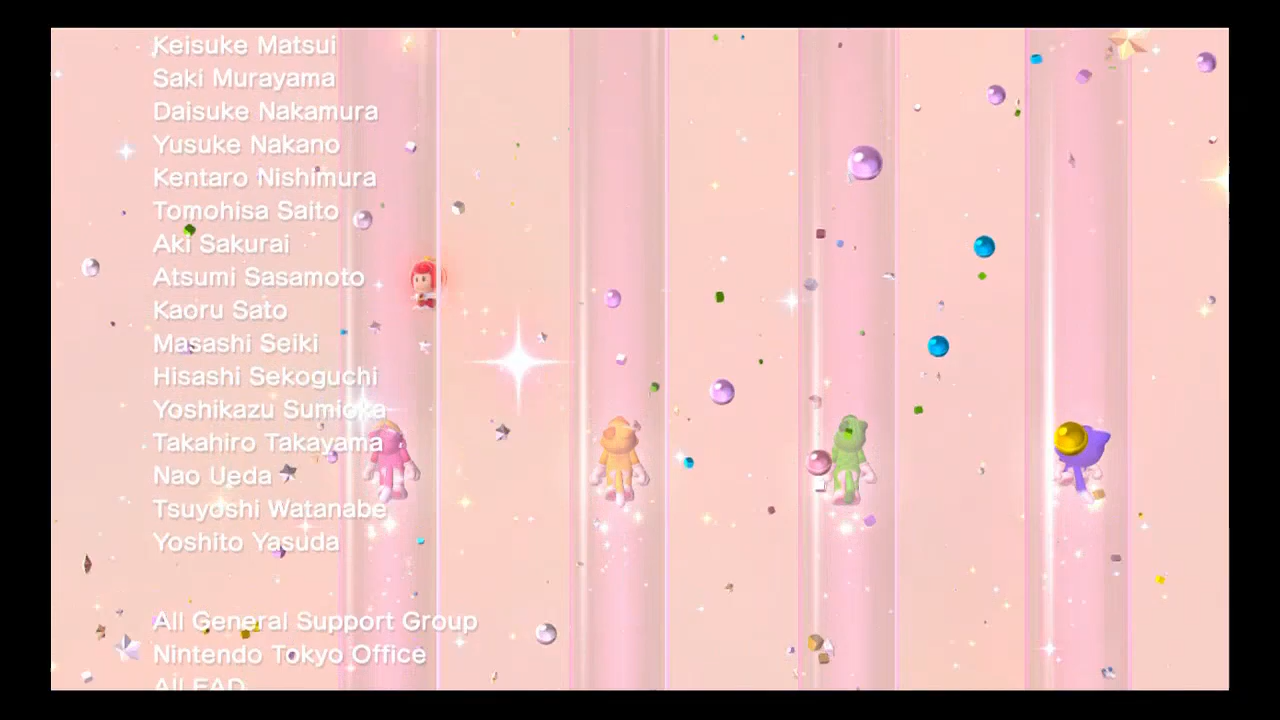 Keisuke Matsui
Saki Murayama
Daisuke Nakamura
Yusuke Nakano
Kentaro Nishimura
Tomohisa Saito
Aki Sakurai
Atsumi Sasamoto
Kaoru Sato
Masashi Seiki
Hisashi Sekoguchi
Yoshikazu Sumioka
Takahiro Takayama
Nao Ueda
Tsuyoshi Watanabe
Yoshito Yasuda
All General Support Group
Nintendo Tokyo Office
All EAD